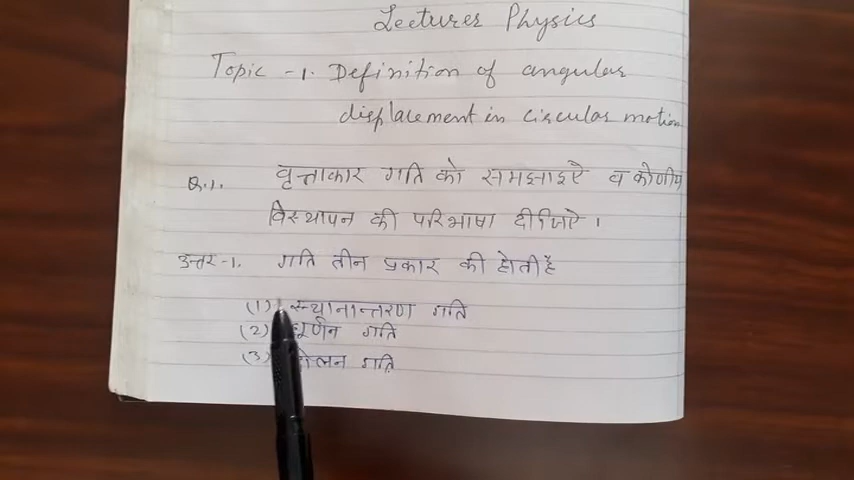 Lecturer Physics
Topic -1. Definition of angular
displacement in circular motion
Q.1. वृत्ताकार गति को समझाइऐ व कोणीय
विस्थापन की परिभाषा दीजिऐ ।
उत्तर-1. गति तीन प्रकार की होती है
(1) स्थानान्तरण गति
(2) घूर्णन गति
(3) गति